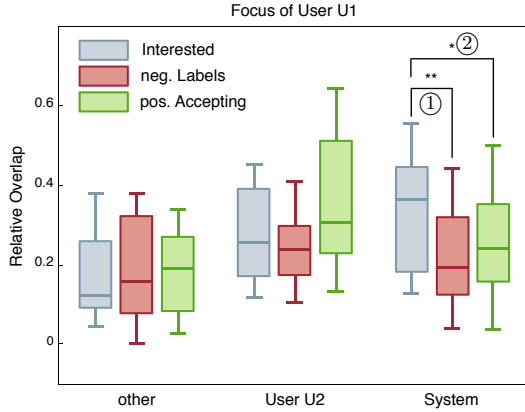 Focus of User U1
Interested
neg. Labels
pos. Accepting
* ②
**
①
Relative Overlap
0.6
0.4
0.2
0
other
User U2
System